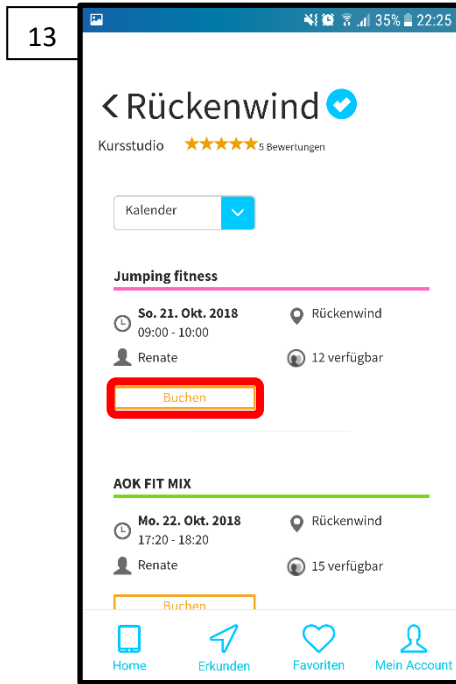 13
35% 22:25
Rückenwind
Kursstudio 5 Bewertungen
Kalender
Jumping fitness
So. 21. Okt. 2018 Rückenwind
09:00 - 10:00
Renate 12 verfügbar
Buchen
AOK FIT MIX
Mo. 22. Okt. 2018 Rückenwind
17:20 - 18:20
Renate 15 verfügbar
Buchen
Home Erkunden Favoriten Mein Account